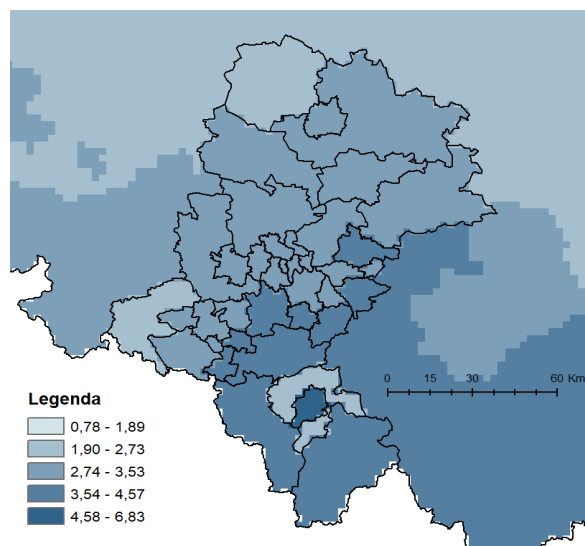 0 15 30 60 Km
Legenda
0,78 - 1,89
1,90 - 2,73
2,74 - 3,53
3,54 - 4,57
4,58 - 6,83